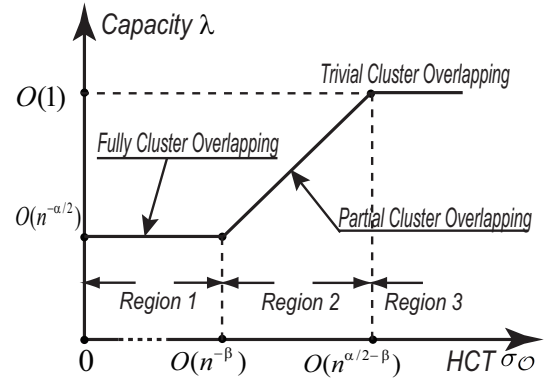 Capacity λ
Trivial Cluster Overlapping
O(1)
Fully Cluster Overlapping
O(n^{-α/2})
Partial Cluster Overlapping
Region 1
Region 2
Region 3
0
O(n^{-β})
O(n^{α/2-β})
HCT σ_𝒪